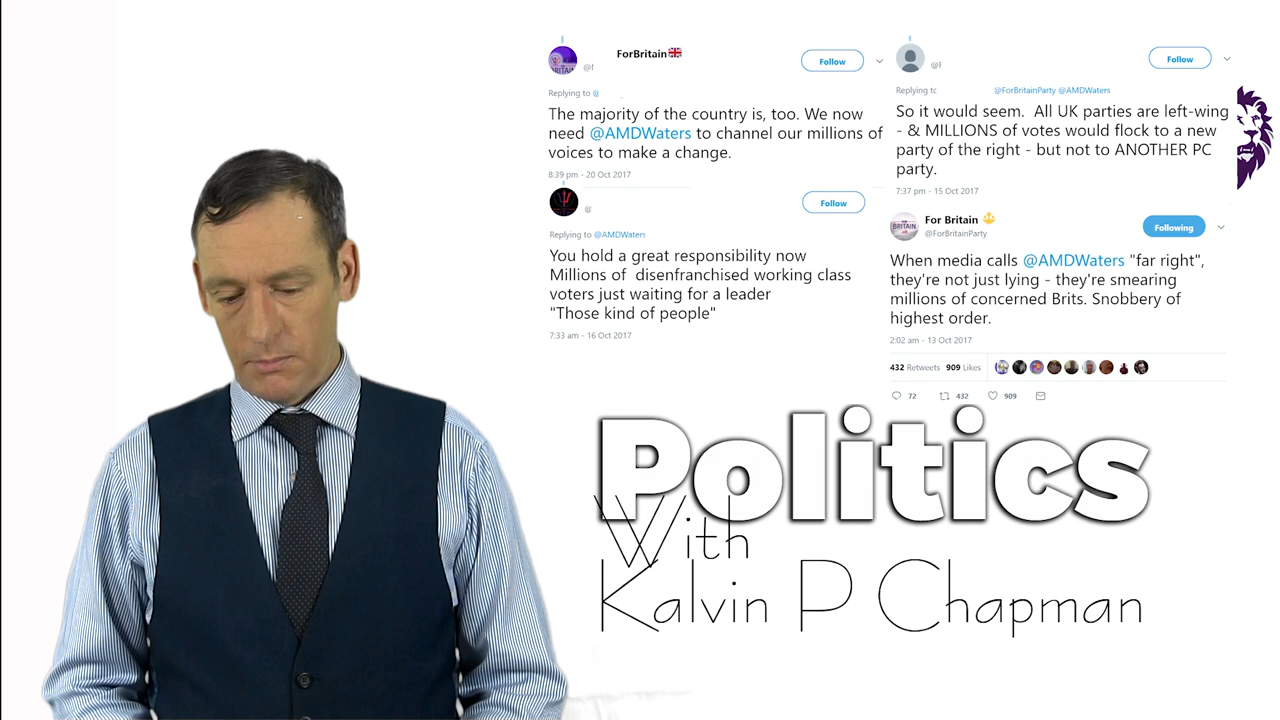 ForBritain
@
Replying to @
The majority of the country is, too. We now
need @AMDWaters to channel our millions of
voices to make a change.
8:39 pm - 20 Oct 2017
Follow
@
Replying to @AMDWaters
You hold a great responsibility now
Millions of disenfranchised working class
voters just waiting for a leader
"Those kind of people"
7:33 am - 16 Oct 2017
Follow
@F
Replying to @ForBritainParty @AMDWaters
So it would seem. All UK parties are left-wing
- & MILLIONS of votes would flock to a new
party of the right - but not to ANOTHER PC
party.
7:37 pm - 15 Oct 2017
Follow
For Britain
@ForBritainParty
Following
When media calls @AMDWaters "far right",
they're not just lying - they're smearing
millions of concerned Brits. Snobbery of
highest order.
2:02 am - 13 Oct 2017
432 Retweets 909 Likes
72 432 909
Politics
With
Kalvin P Chapman